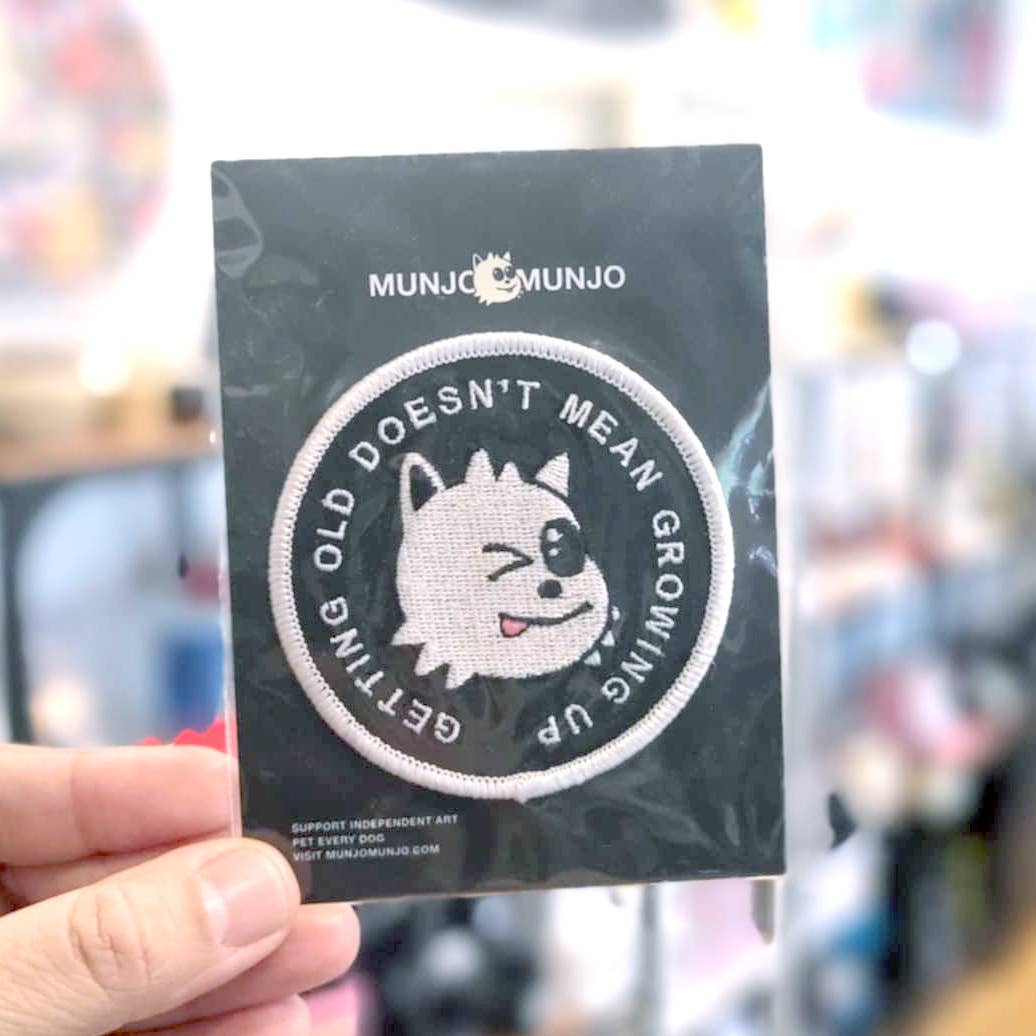 MUNJO MUNJO
GETTING OLD DOESN'T MEAN GROWING UP
SUPPORT INDEPENDENT ART
PET EVERY DOG
VISIT MUNJOMUNJO.COM